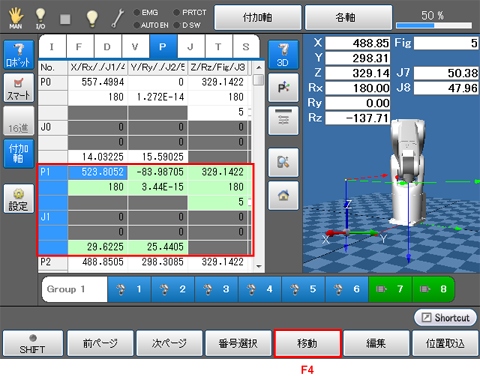 MAN I/O EMG PRTCT AUTO EN D SW 付加軸 各軸 50 %
ロボット
スマート
16進
付加軸
設定
I F D V P J T S
No. X/Rx//J1/4 Y/Ry//J2/5 Z/Rz/Fig/J3
P0 557.4994 0 329.1422
180 1.272E-14 180
5
J0 0 0 0
0 0 0
14.03225 15.59025
P1 523.8052 -83.98705 329.1422
180 3.44E-15 180
5
J1 0 0 0
0 0 0
29.6225 25.4405
P2 488.8505 298.3085 329.1422
3D
P
X 488.85 Fig 5
Y 298.31
Z 329.14 J7 50.38
Rx 180.00 J8 47.96
Ry 0.00
Rz -137.71
Z
X Y
Group 1 1 2 3 4 5 6 7 8
Shortcut
SHIFT 前ページ 次ページ 番号選択 移動 編集 位置取込
F4